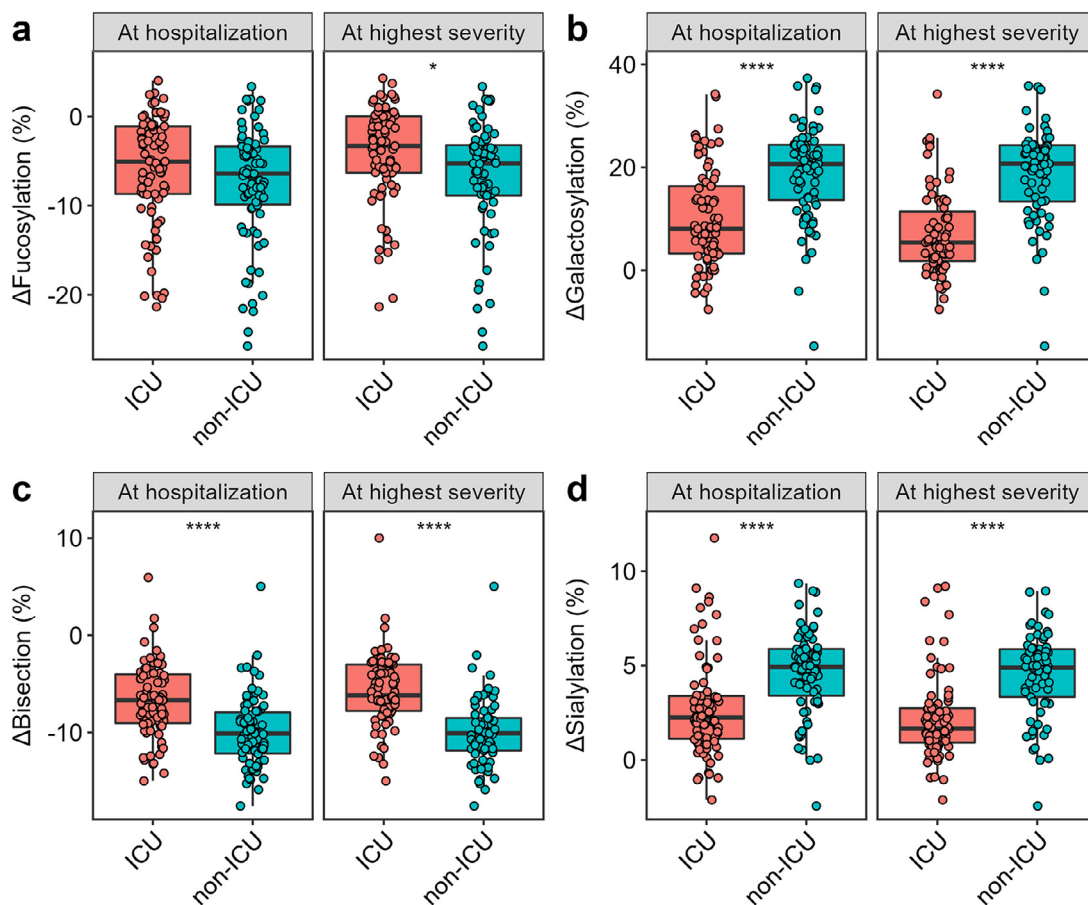 a
At hospitalization
At highest severity
*
ΔFucosylation (%)
0
-10
-20
ICU
non-ICU
ICU
non-ICU
b
At hospitalization
At highest severity
****
****
ΔGalactosylation (%)
40
20
0
ICU
non-ICU
ICU
non-ICU
c
At hospitalization
At highest severity
****
****
ΔBisection (%)
10
0
-10
ICU
non-ICU
ICU
non-ICU
d
At hospitalization
At highest severity
****
****
ΔSialylation (%)
10
5
0
ICU
non-ICU
ICU
non-ICU